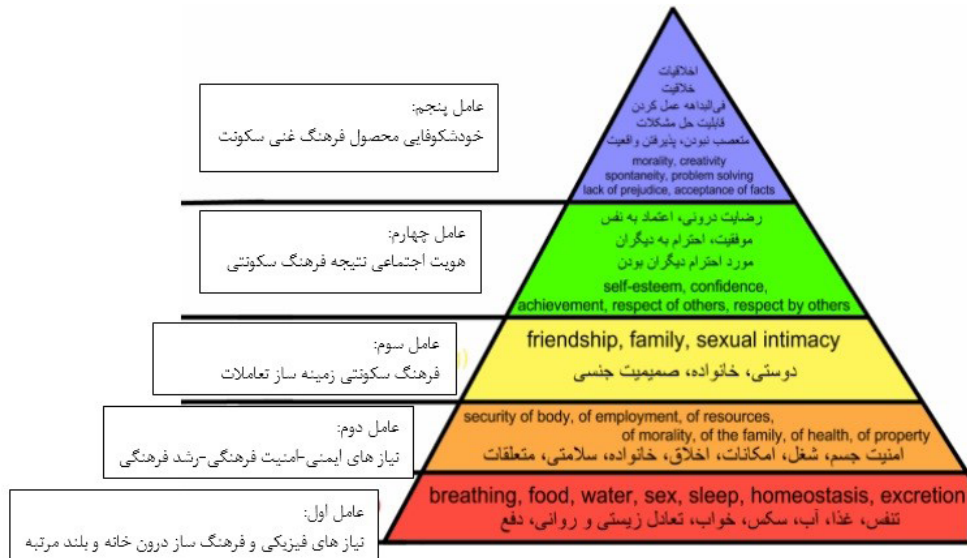 اخلاقیات
خلاقیت
فی‌البداهه عمل کردن
قابلیت حل مشکلات
متعصب نبودن، پذیرفتن واقعیت
morality, creativity
spontaneity, problem solving
lack of prejudice, acceptance of facts
عامل پنجم:
خودشکوفایی محصول فرهنگ غنی سکونت
رضایت درونی، اعتماد به نفس
موفقیت، احترام به دیگران
مورد احترام دیگران بودن
self-esteem, confidence,
achievement, respect of others, respect by others
عامل چهارم:
هویت اجتماعی نتیجه فرهنگ سکونتی
friendship, family, sexual intimacy
دوستی، خانواده، صمیمیت جنسی
عامل سوم:
فرهنگ سکونتی زمینه ساز تعاملات
security of body, of employment, of resources,
of morality, of the family, of health, of property
امنیت جسم، شغل، امکانات، اخلاق، خانواده، سلامتی، متعلقات
عامل دوم:
نیاز های ایمنی-امنیت فرهنگی-رشد فرهنگی
breathing, food, water, sex, sleep, homeostasis, excretion
تنفس، غذا، آب، سکس، خواب، تعادل زیستی و روانی، دفع
عامل اول:
نیاز های فیزیکی و فرهنگ ساز درون خانه و بلند مرتبه